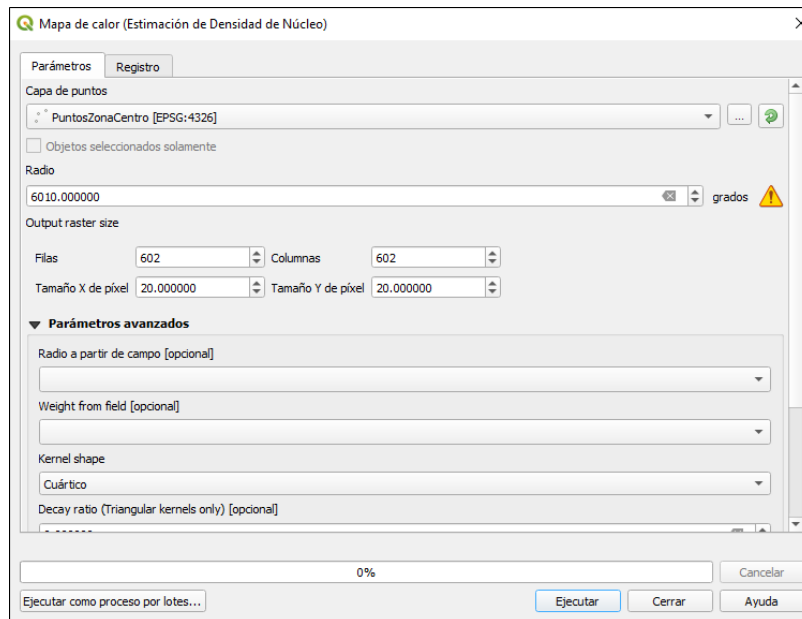 Mapa de calor (Estimación de Densidad de Núcleo)
Parámetros Registro
Capa de puntos
PuntosZonaCentro [EPSG:4326] ...
Objetos seleccionados solamente
Radio
6010.000000 grados
Output raster size
Filas 602 Columnas 602
Tamaño X de píxel 20.000000 Tamaño Y de píxel 20.000000
Parámetros avanzados
Radio a partir de campo [opcional]
Weight from field [opcional]
Kernel shape
Cuártico
Decay ratio (Triangular kernels only) [opcional]
0%
Cancelar
Ejecutar como proceso por lotes... Ejecutar Cerrar Ayuda